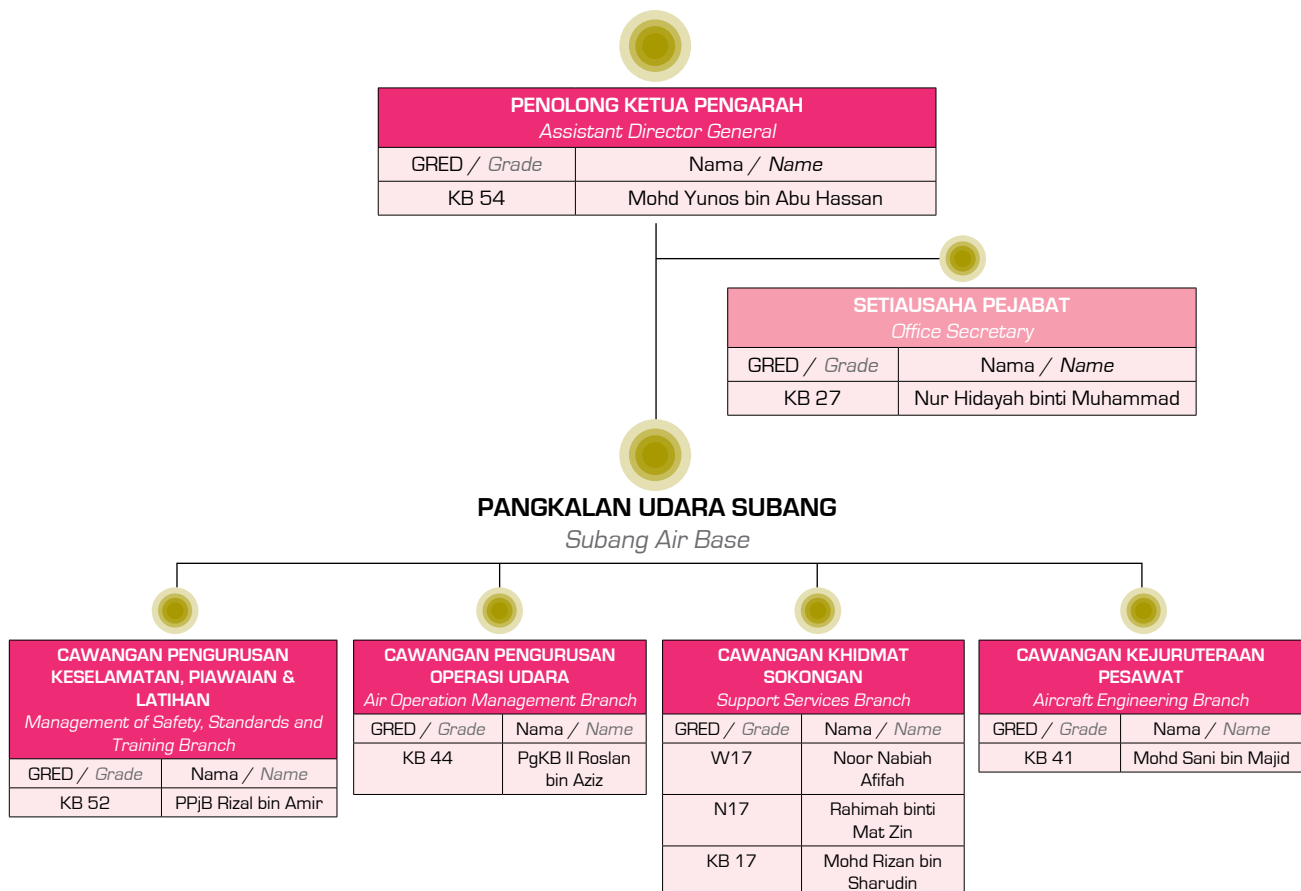 PENOLONG KETUA PENGARAH
Assistant Director General
GRED / Grade Nama / Name
KB 54 Mohd Yunos bin Abu Hassan
SETIAUSAHA PEJABAT
Office Secretary
GRED / Grade Nama / Name
KB 27 Nur Hidayah binti Muhammad
PANGKALAN UDARA SUBANG
Subang Air Base
CAWANGAN PENGURUSAN
KESELAMATAN, PIAWAIAN &
LATIHAN
Management of Safety, Standards and
Training Branch
GRED / Grade Nama / Name
KB 52 PPjB Rizal bin Amir
CAWANGAN PENGURUSAN
OPERASI UDARA
Air Operation Management Branch
GRED / Grade Nama / Name
KB 44 PgKB II Roslan
bin Aziz
CAWANGAN KHIDMAT
SOKONGAN
Support Services Branch
GRED / Grade Nama / Name
W17 Noor Nabiah
Afifah
N17 Rahimah binti
Mat Zin
KB 17 Mohd Rizan bin
Sharudin
CAWANGAN KEJURUTERAAN
PESAWAT
Aircraft Engineering Branch
GRED / Grade Nama / Name
KB 41 Mohd Sani bin Majid